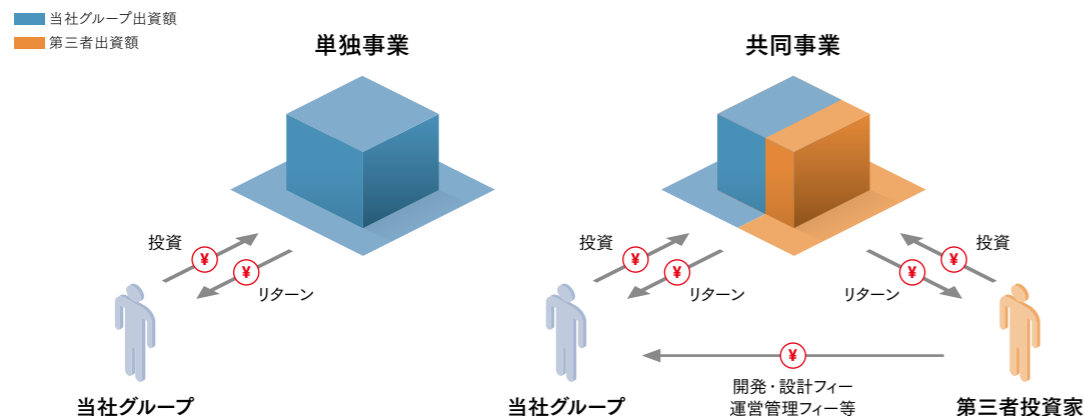 当社グループ出資額
第三者出資額
単独事業
共同事業
投資
¥
¥
リターン
当社グループ
投資
¥
¥
リターン
当社グループ
投資
¥
¥
リターン
第三者投資家
¥
開発・設計フィー
運営管理フィー等